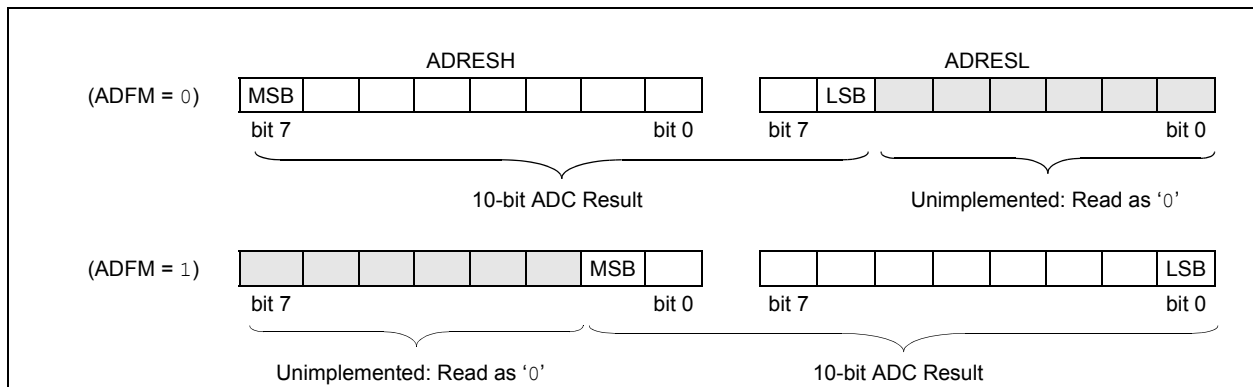 ADRESH ADRESL
(ADFM = 0) MSB LSB
bit 7 bit 0 bit 7 bit 0
10-bit ADC Result Unimplemented: Read as ‘0’
(ADFM = 1) MSB LSB
bit 7 bit 0 bit 7 bit 0
Unimplemented: Read as ‘0’ 10-bit ADC Result